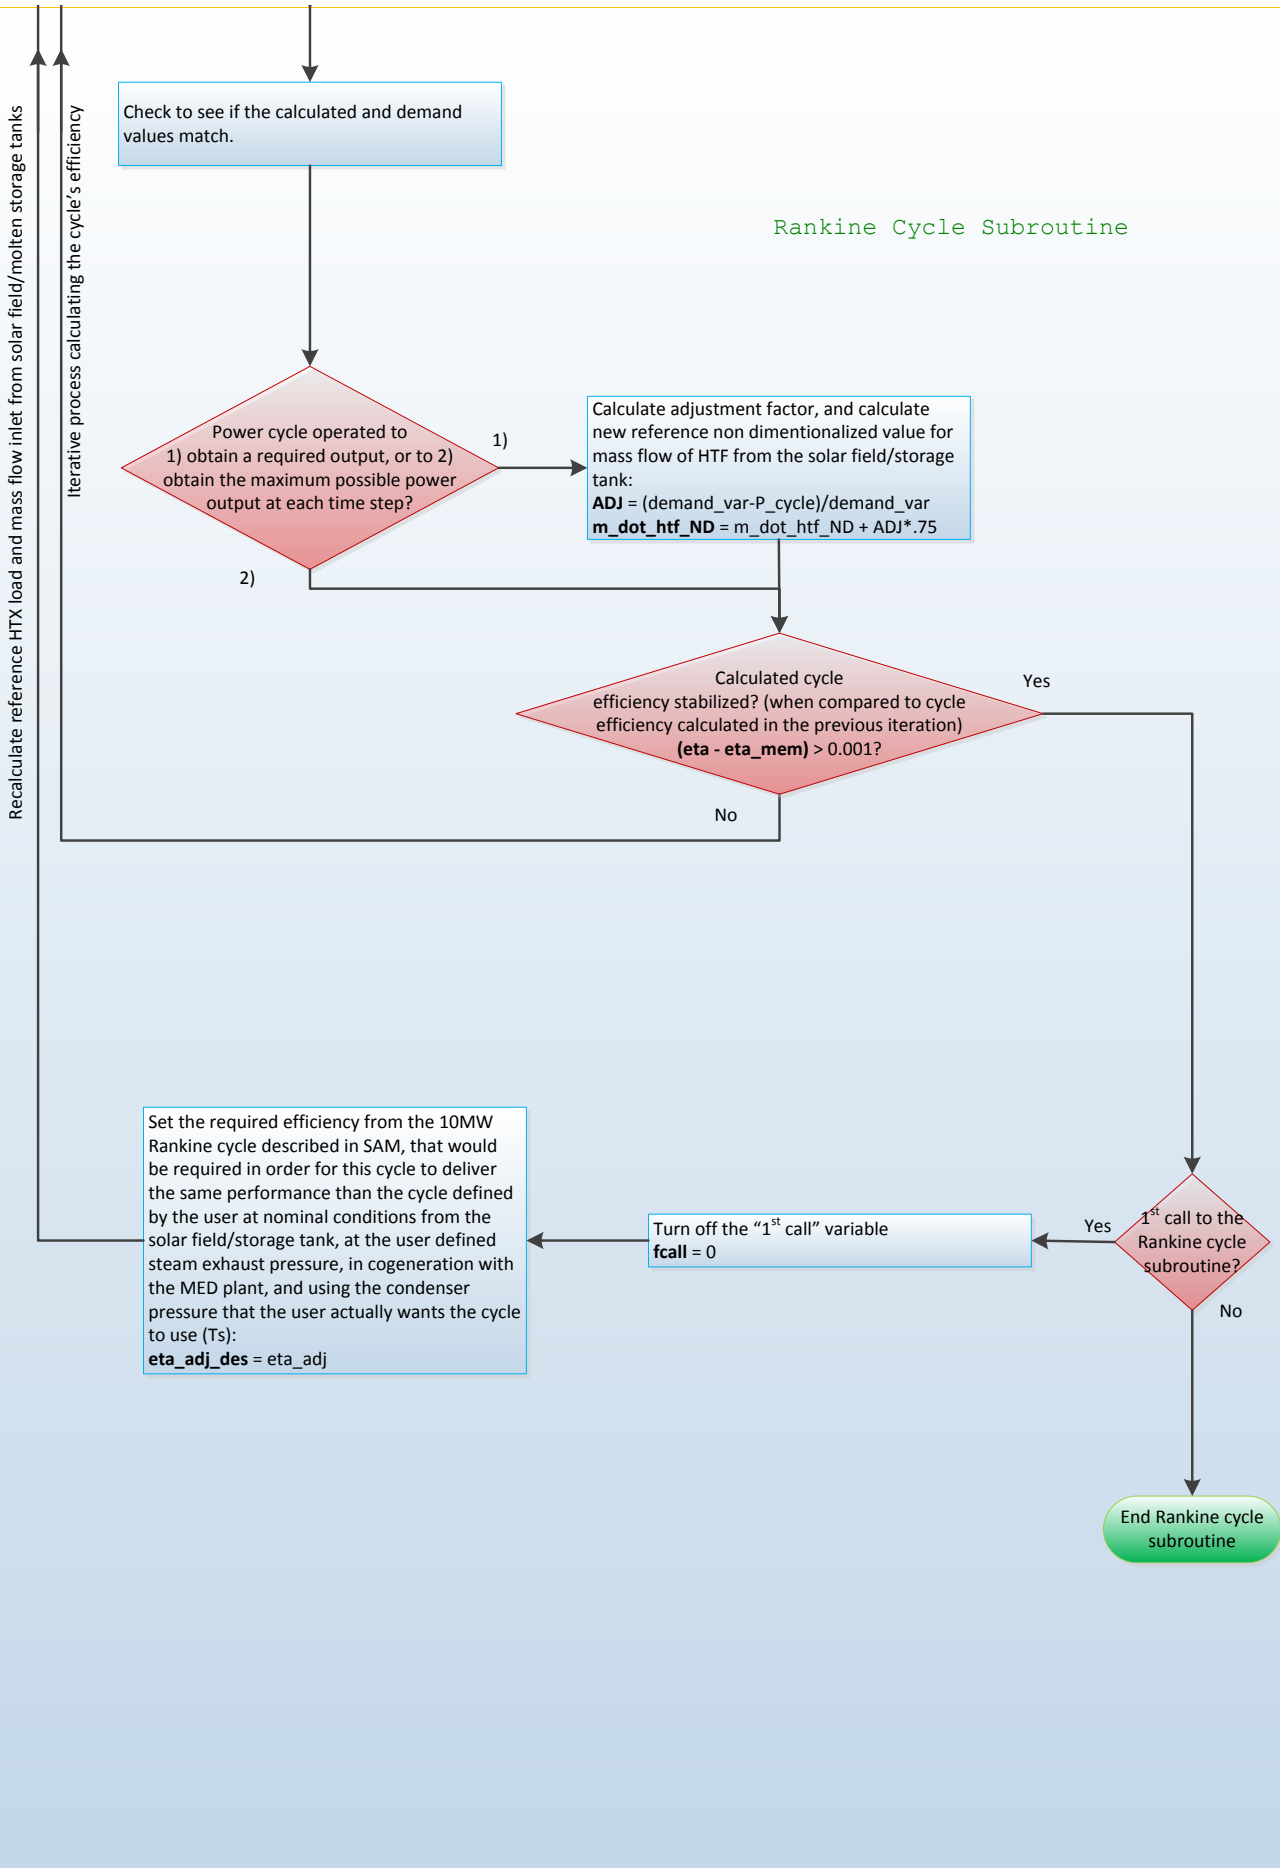 Recalculate reference HTX load and mass flow inlet from solar field/molten storage tanks
Iterative process calculating the cycle's efficiency
Check to see if the calculated and demand
values match.
Rankine Cycle Subroutine
Power cycle operated to
1) obtain a required output, or to 2)
obtain the maximum possible power
output at each time step?
1)
2)
Calculate adjustment factor, and calculate
new reference non dimentionalized value for
mass flow of HTF from the solar field/storage
tank:
ADJ = (demand_var-P_cycle)/demand_var
m_dot_htf_ND = m_dot_htf_ND + ADJ*.75
Calculated cycle
efficiency stabilized? (when compared to cycle
efficiency calculated in the previous iteration)
(eta - eta_mem) > 0.001?
Yes
No
Set the required efficiency from the 10MW
Rankine cycle described in SAM, that would
be required in order for this cycle to deliver
the same performance than the cycle defined
by the user at nominal conditions from the
solar field/storage tank, at the user defined
steam exhaust pressure, in cogeneration with
the MED plant, and using the condenser
pressure that the user actually wants the cycle
to use (Ts):
eta_adj_des = eta_adj
Turn off the “1st call” variable
fcall = 0
Yes
1st call to the
Rankine cycle
subroutine?
No
End Rankine cycle
subroutine